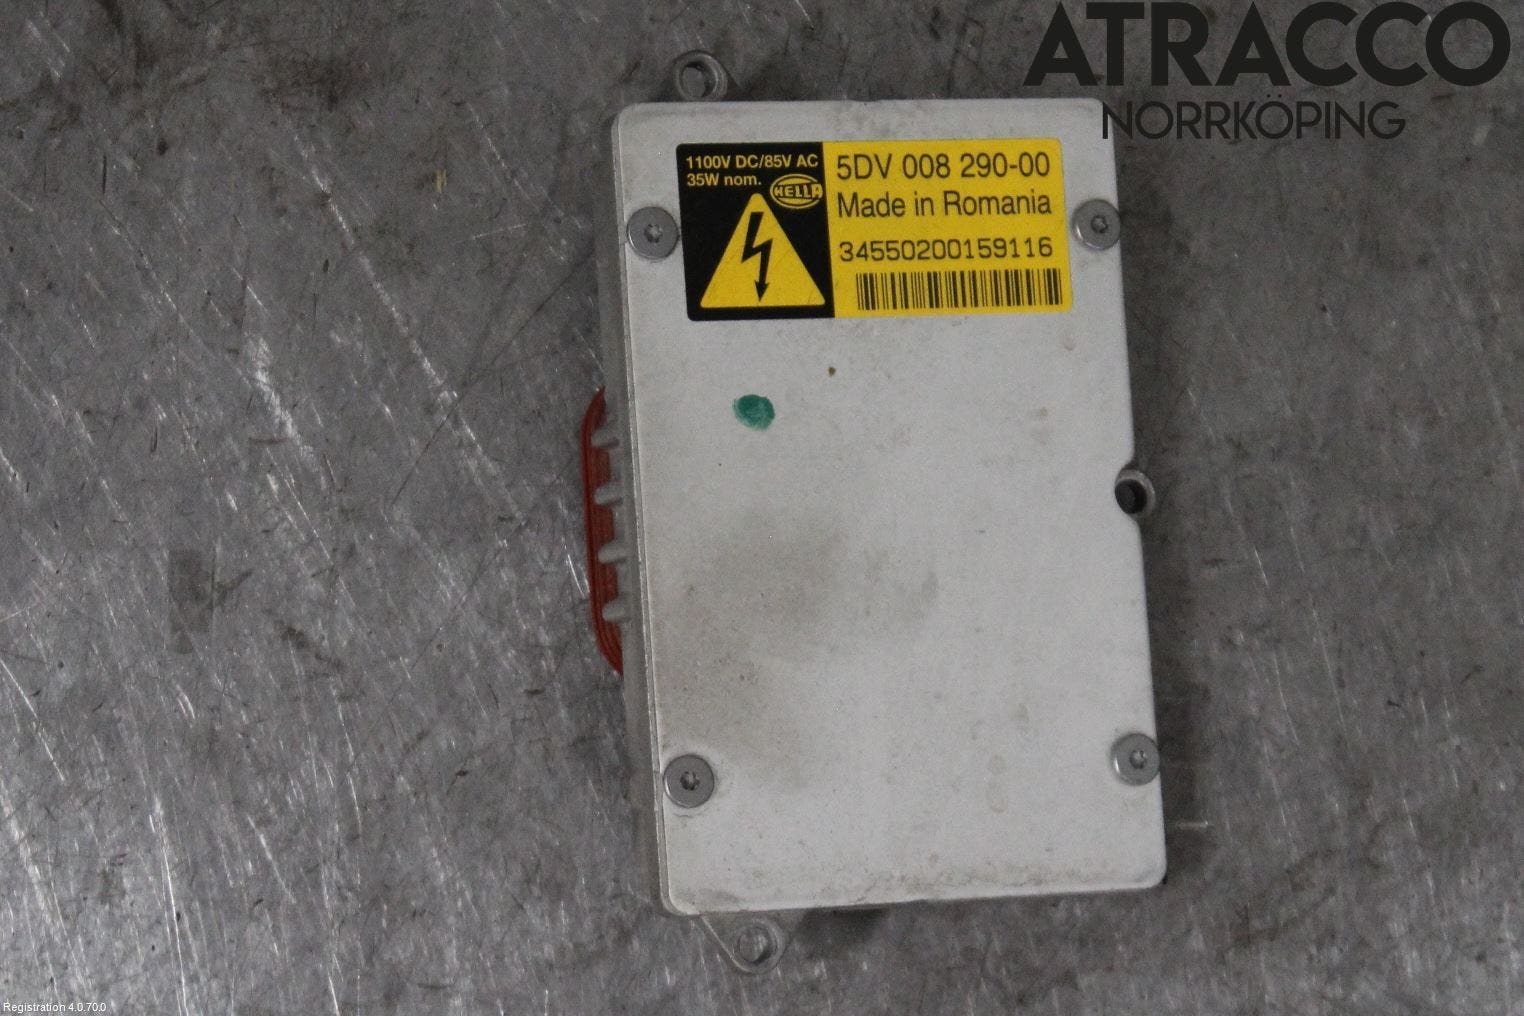 ATRACCO
NORRKÖPING
1100V DC/85V AC
35W nom.
HELLA
5DV 008 290-00
Made in Romania
34550200159116
Registration 4.0.70.0